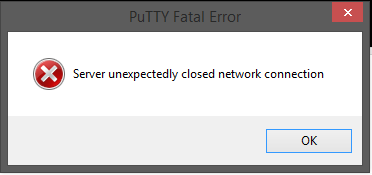 PuTTY Fatal Error
Server unexpectedly closed network connection
OK